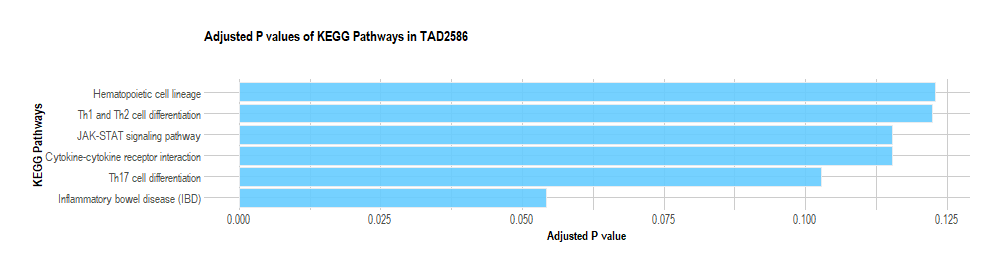 Adjusted P values of KEGG Pathways in TAD2586
KEGG Pathways
Hematopoietic cell lineage
Th1 and Th2 cell differentiation
JAK-STAT signaling pathway
Cytokine-cytokine receptor interaction
Th17 cell differentiation
Inflammatory bowel disease (IBD)
0.000 0.025 0.050 0.075 0.100 0.125
Adjusted P value